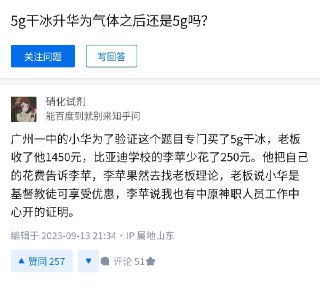 5g干冰升华为气体之后还是5g吗?
关注问题
写回答
硝化试剂
能百度到就别来知乎问
广州一中的小华为了验证这个题目专门买了5g干冰，老板
收了他1450元，比亚迪学校的李苹少花了250元。他把自己
的花费告诉李苹，李苹果然去找老板理论，老板说小华是
基督教徒可享受优惠，李苹说我也有中原神职人员工作中
心开的证明。
编辑于 2023-09-13 21:34・IP 属地山东
赞同 257
评论 51